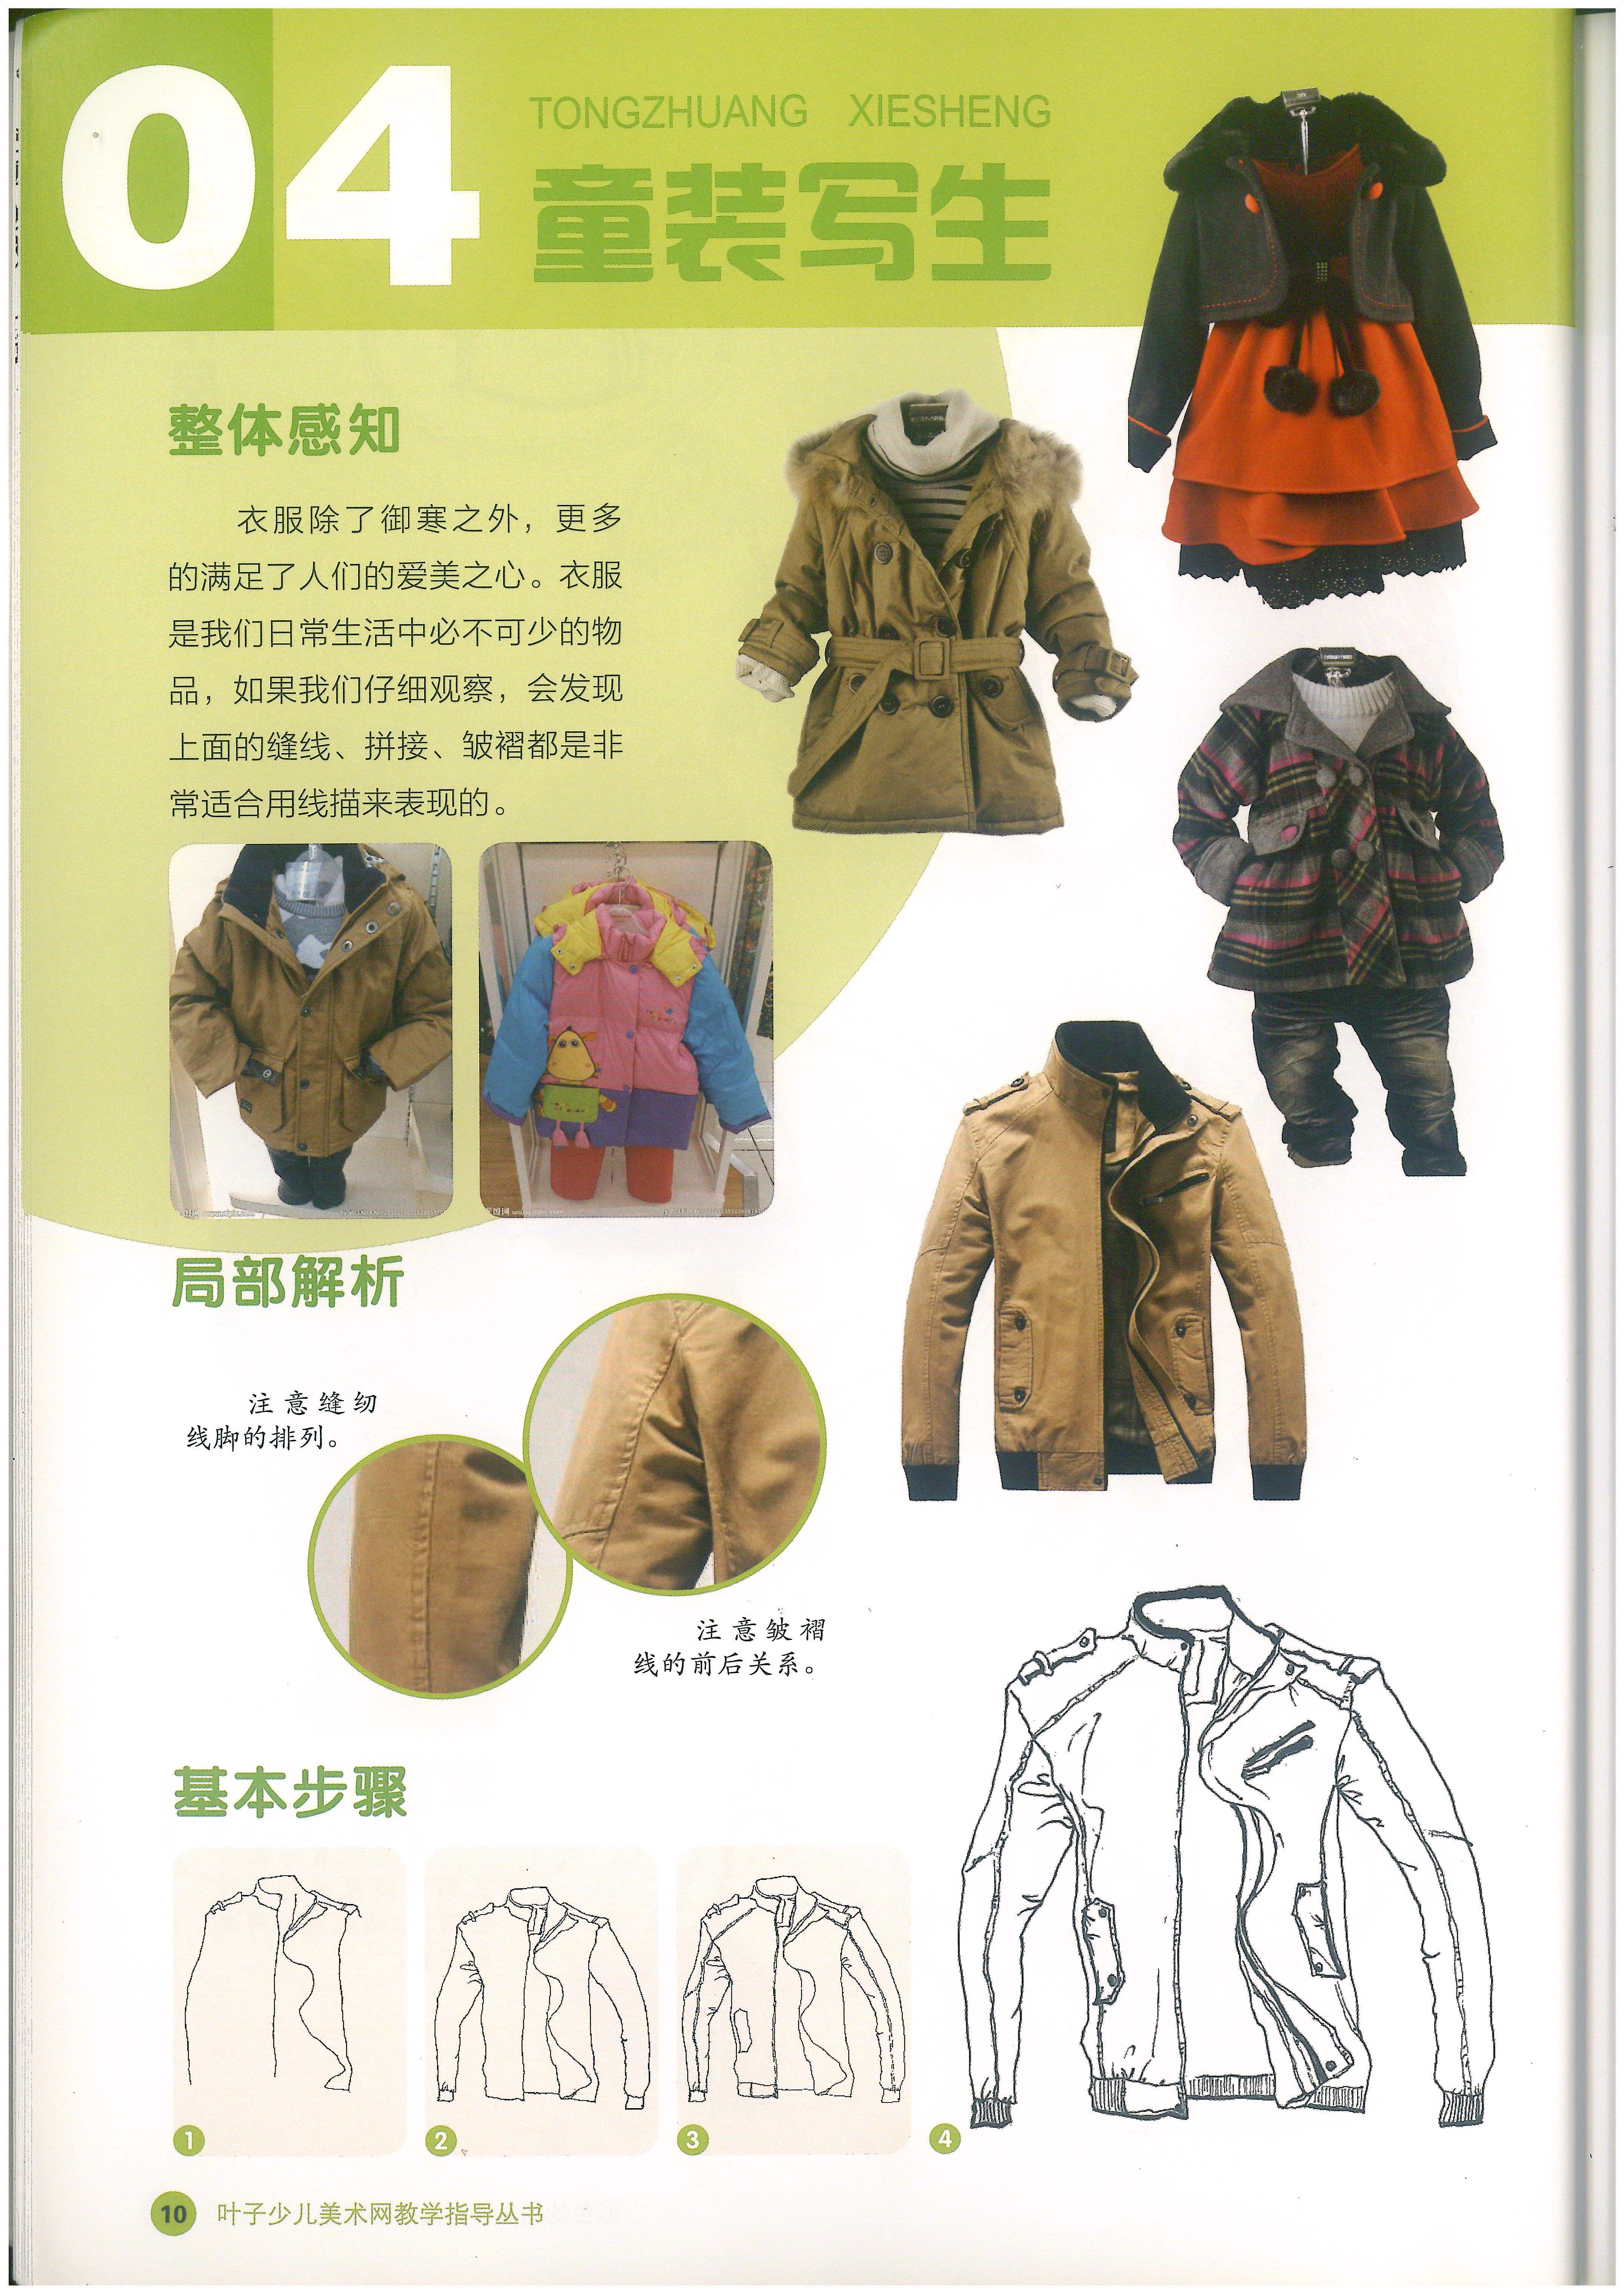 04
TONGZHUANG XIESHENG
童装写生
整体感知
衣服除了御寒之外，更多
的满足了人们的爱美之心。衣服
是我们日常生活中必不可少的物
品，如果我们仔细观察，会发现
上面的缝线、拼接、皱褶都是非
常适合用线描来表现的。
局部解析
注意缝纫
线脚的排列。
注意皱褶
线的前后关系。
基本步骤
1
2
3
4
10 叶子少儿美术网教学指导丛书